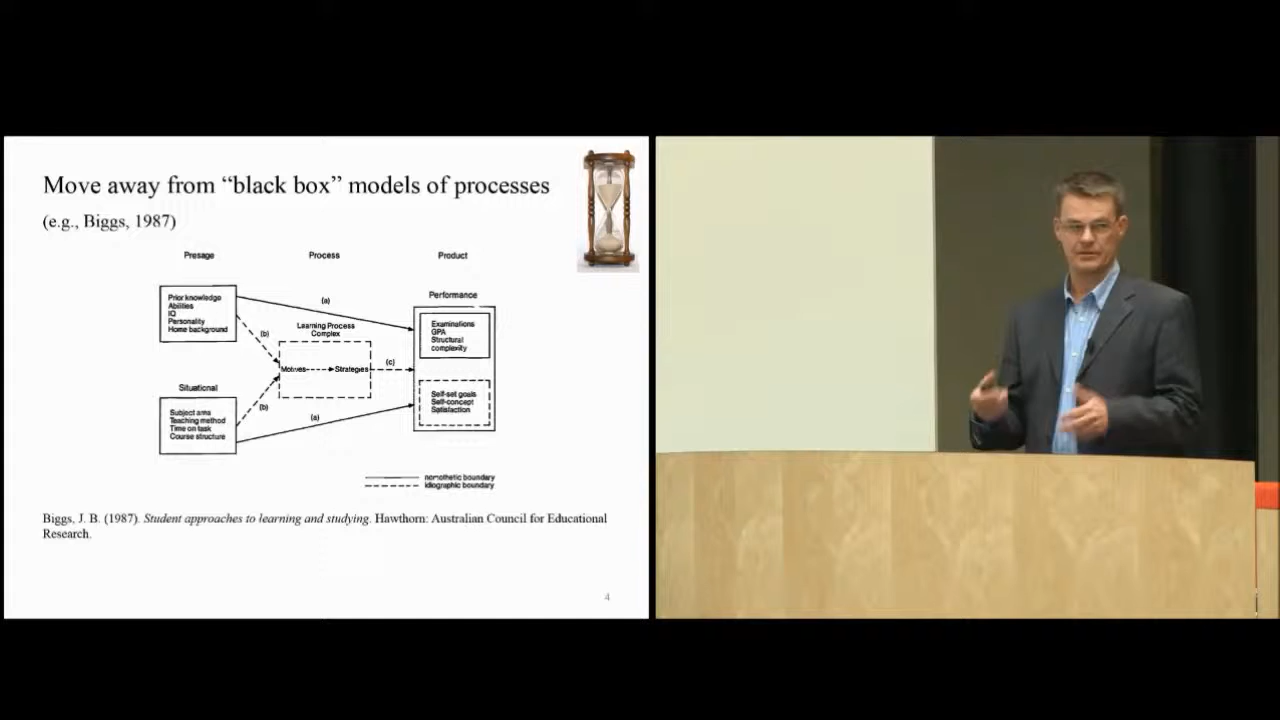 Move away from “black box” models of processes
(e.g., Biggs, 1987)
Presage
Process
Product
Prior knowledge
Abilities
IQ
Personality
Home background
(a)
(b)
Learning Process
Complex
Motives
Strategies
(c)
Performance
Examinations
GPA
Structural
complexity
Situational
Subject area
Teaching method
Time on task
Course structure
(b)
(a)
Self-set goals
Self-concept
Satisfaction
nomothetic boundary
idiographic boundary
Biggs, J. B. (1987). Student approaches to learning and studying. Hawthorn: Australian Council for Educational
Research.
4